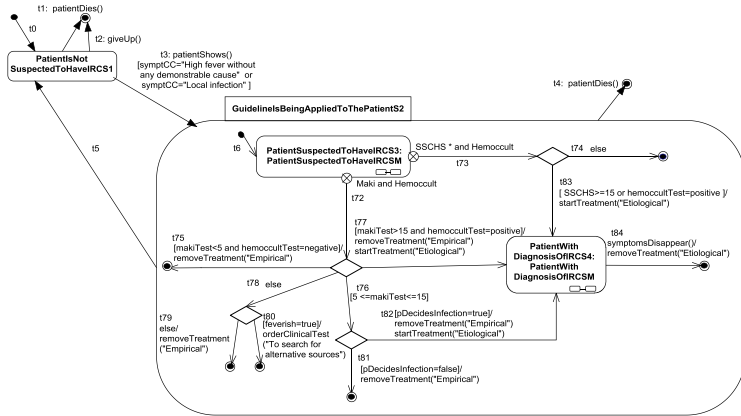 t1: patientDies()
t0
t2: giveUp()
PatientIsNot
SuspectedToHaveIRCS1
t3: patientShows()
[symptCC="High fever without
any demonstrable cause" or
symptCC="Local infection" ]
t4: patientDies()
GuidelineIsBeingAppliedToThePatientS2
t5
t6
PatientSuspectedToHaveIRCS3:
PatientSuspectedToHaveIRCSM
SSCHS * and Hemocult
t73
t74 else
Maki and Hemocult
t72
t83
[ SSCHS>=15 or hemoccultTest=positive ]/
startTreatment("Etiological")
t77
[makiTest>15 and hemoccultTest=positive]/
removeTreatment("Empirical")
startTreatment("Etiological")
t75
[makiTest<5 and hemoccultTest=negative]/
removeTreatment("Empirical")
PatientWith
DiagnosisOfIRCS4:
PatientWith
DiagnosisOfIRCSM
t84
symptomsDisappear()/
removeTreatment("Etiological")
t78 else
t76
[5 <=makiTest<=15]
t79
else/
removeTreatment
("Empirical")
t80
[feverish=true]/
orderClinicalTest
("To search for
alternative sources")
t82 [pDecidesInfection=true]/
removeTreatment("Empirical")
startTreatment("Etiological")
t81
[pDecidesInfection=false]/
removeTreatment("Empirical")